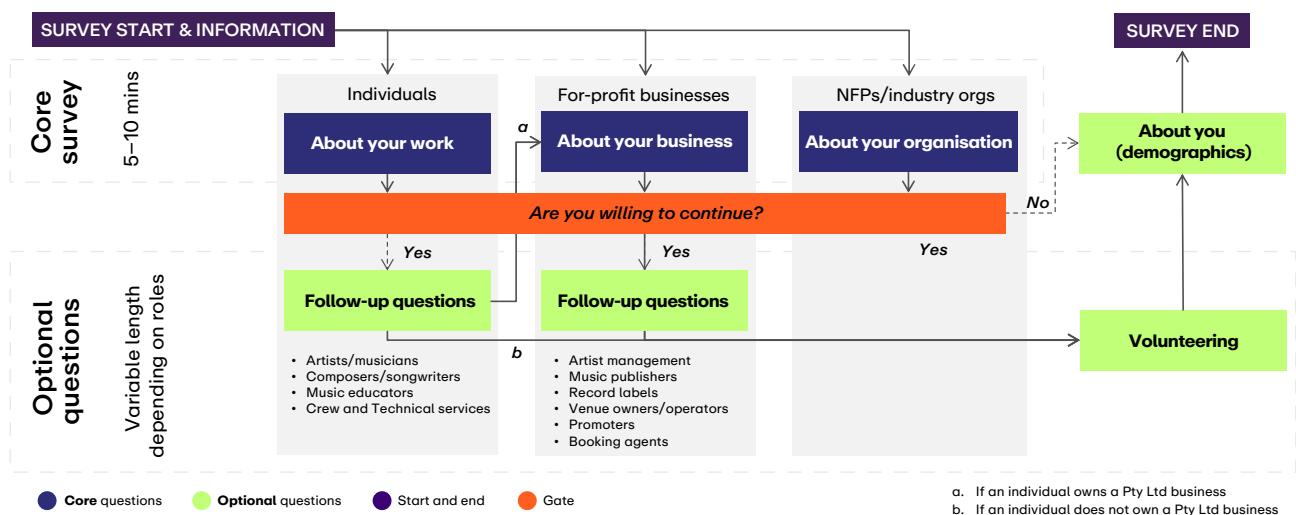 SURVEY START & INFORMATION
SURVEY END
Core
survey
5–10 mins
Individuals
For-profit businesses
NFPs/industry orgs
About your work
a
About your business
About your organisation
About you
(demographics)
Are you willing to continue?
No
Yes
Yes
Yes
Optional
questions
Variable length
depending on roles
Follow-up questions
Follow-up questions
Volunteering
b
• Artists/musicians
• Composers/songwriters
• Music educators
• Crew and Technical services
• Artist management
• Music publishers
• Record labels
• Venue owners/operators
• Promoters
• Booking agents
Core questions
Optional questions
Start and end
Gate
a. If an individual owns a Pty Ltd business
b. If an individual does not own a Pty Ltd business